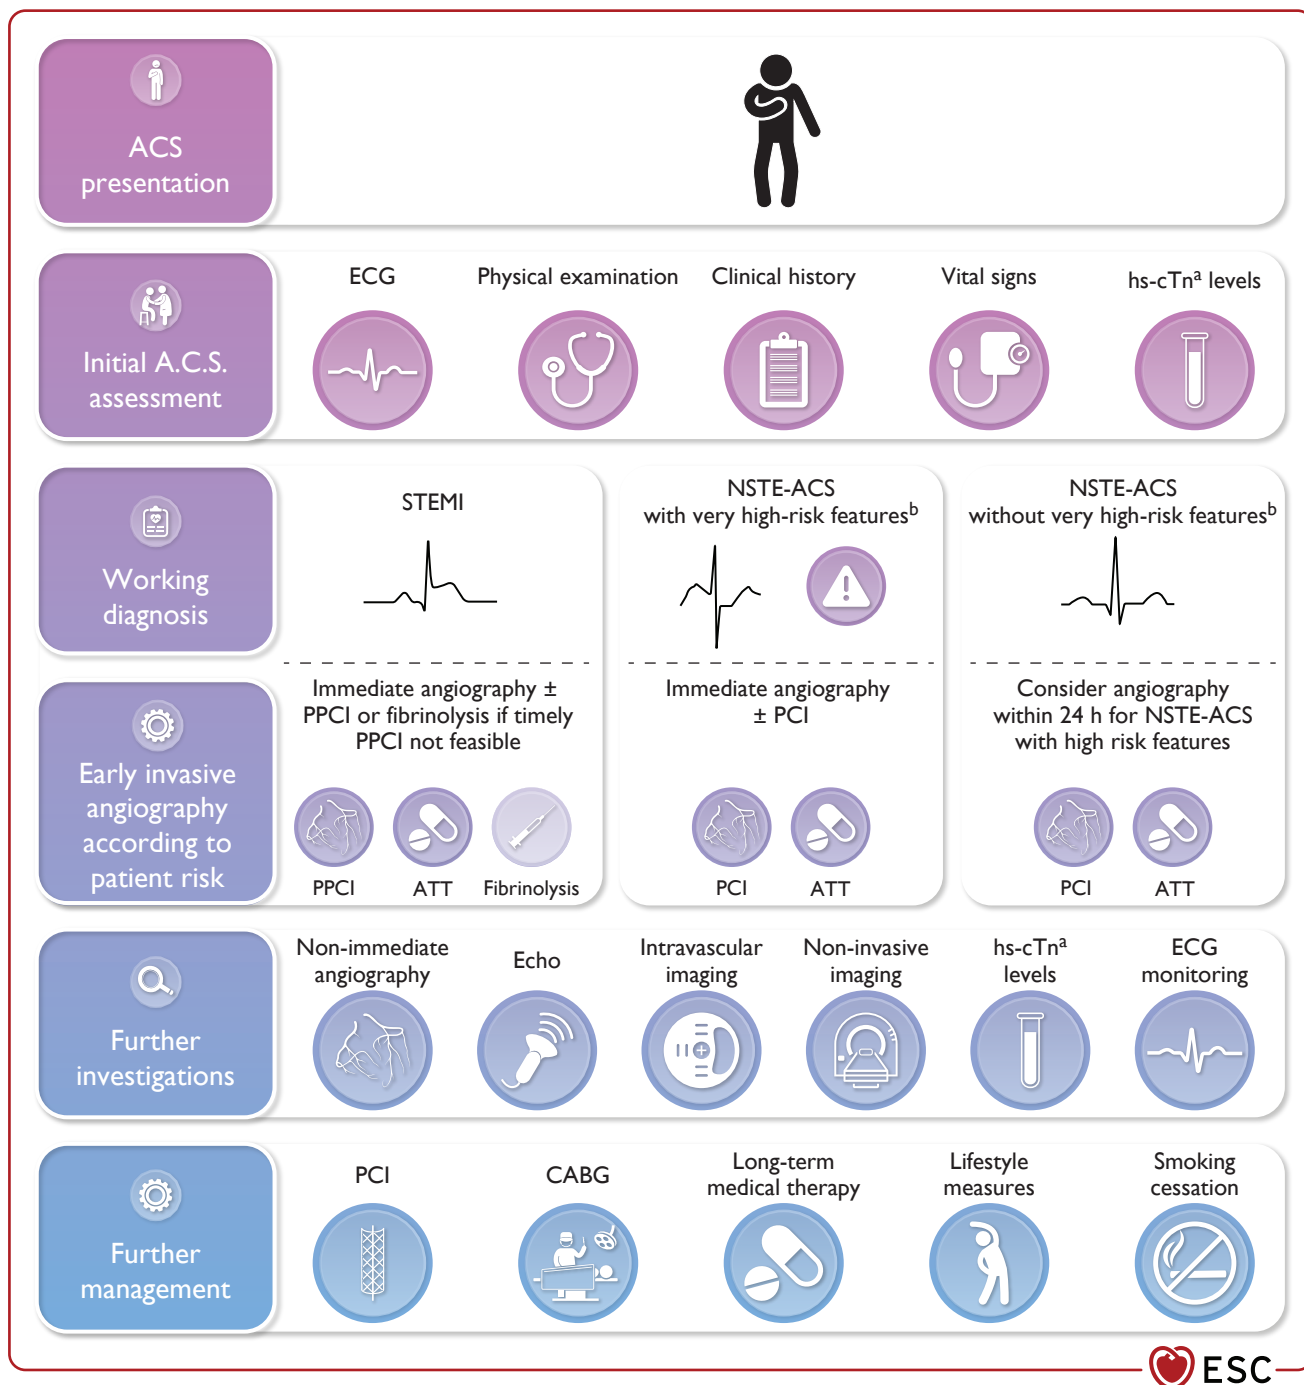 ACS
presentation
Initial A.C.S.
assessment
ECG
Physical examination
Clinical history
Vital signs
hs-cTnᵃ levels
Working
diagnosis
STEMI
NSTE-ACS
with very high-risk featuresᵇ
NSTE-ACS
without very high-risk featuresᵇ
Early invasive
angiography
according to
patient risk
Immediate angiography ±
PPCI or fibrinolysis if timely
PPCI not feasible
PPCI
ATT
Fibrinolysis
Immediate angiography
± PCI
PCI
ATT
Consider angiography
within 24 h for NSTE-ACS
with high risk features
PCI
ATT
Further
investigations
Non-immediate
angiography
Echo
Intravascular
imaging
Non-invasive
imaging
hs-cTnᵃ
levels
ECG
monitoring
Further
management
PCI
CABG
Long-term
medical therapy
Lifestyle
measures
Smoking
cessation
ESC